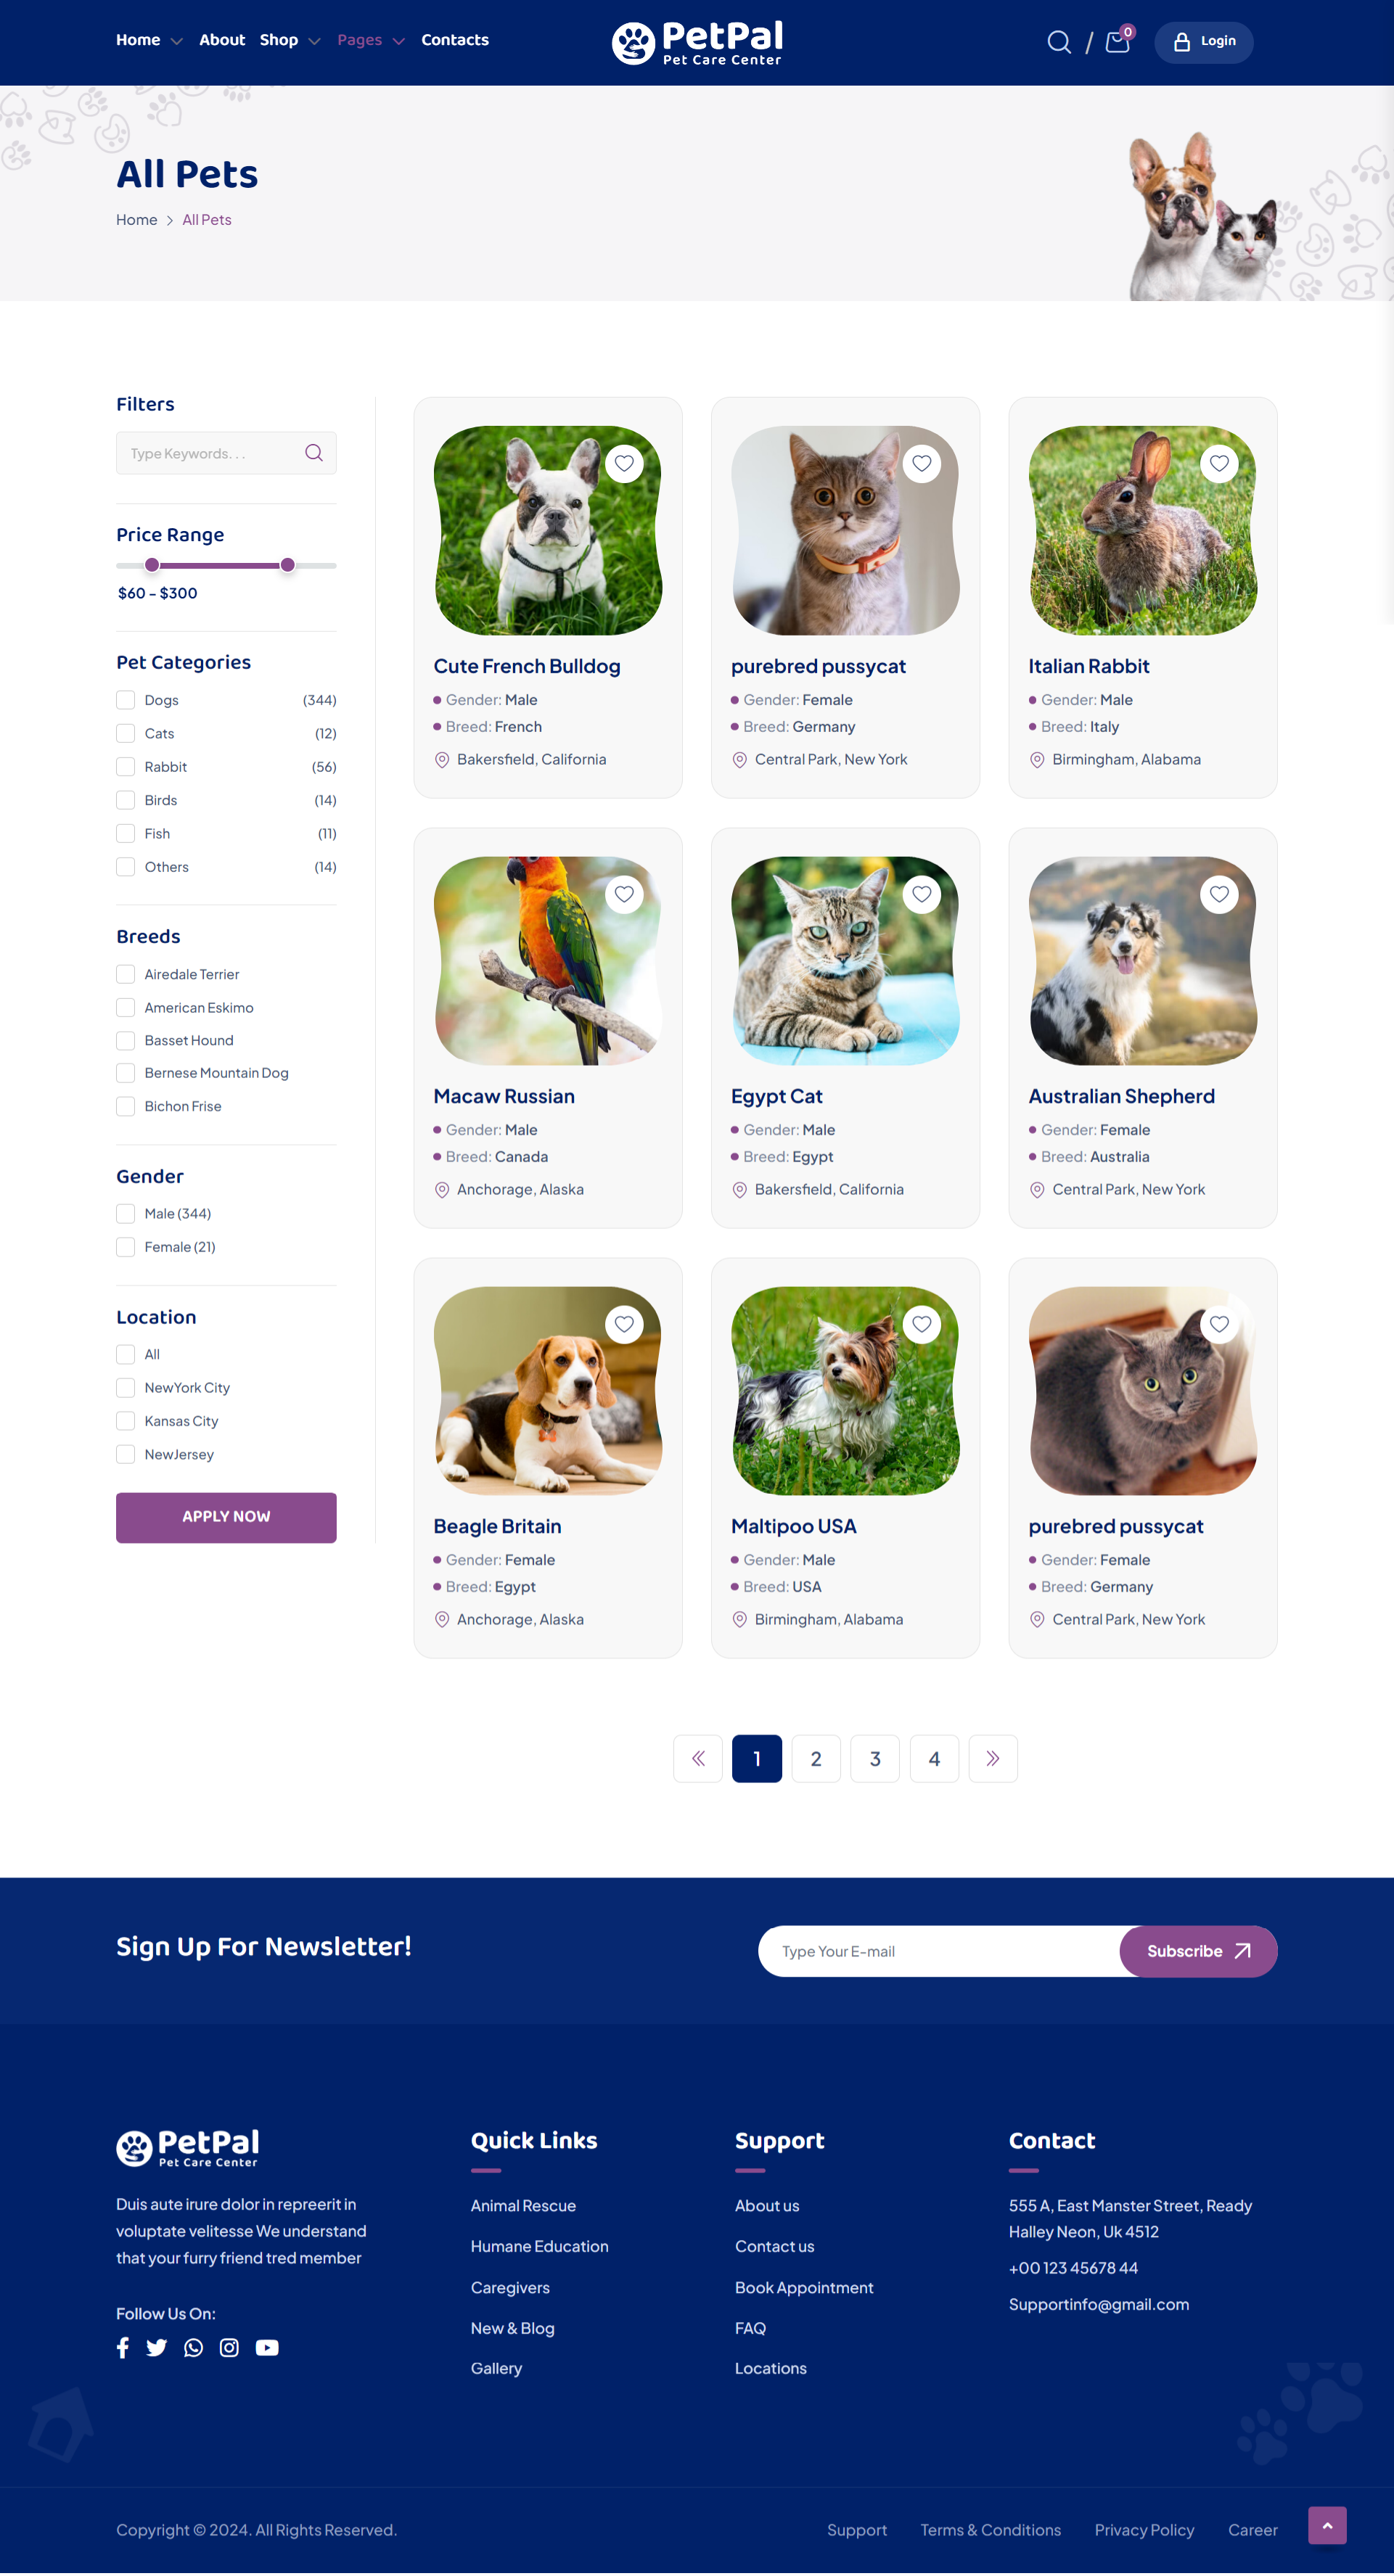 Home About Shop Pages Contacts
PetPal
Pet Care Center
/ 0 Login
All Pets
Home All Pets
Filters
Type Keywords. . .
Price Range
$60 - $300
Pet Categories
Dogs (344)
Cats (12)
Rabbit (56)
Birds (14)
Fish (11)
Others (14)
Breeds
Airedale Terrier
American Eskimo
Basset Hound
Bernese Mountain Dog
Bichon Frise
Gender
Male (344)
Female (21)
Location
All
NewYork City
Kansas City
NewJersey
APPLY NOW
Cute French Bulldog
Gender: Male
Breed: French
Bakersfield, California
purebred pussycat
Gender: Female
Breed: Germany
Central Park, New York
Italian Rabbit
Gender: Male
Breed: Italy
Birmingham, Alabama
Macaw Russian
Gender: Male
Breed: Canada
Anchorage, Alaska
Egypt Cat
Gender: Male
Breed: Egypt
Bakersfield, California
Australian Shepherd
Gender: Female
Breed: Australia
Central Park, New York
Beagle Britain
Gender: Female
Breed: Egypt
Anchorage, Alaska
Maltipoo USA
Gender: Male
Breed: USA
Birmingham, Alabama
purebred pussycat
Gender: Female
Breed: Germany
Central Park, New York
1 2 3 4
Sign Up For Newsletter!
Type Your E-mail
Subscribe
PetPal
Pet Care Center
Duis aute irure dolor in repreerit in
voluptate velitesse We understand
that your furry friend tred member
Follow Us On:
Quick Links
Animal Rescue
Humane Education
Caregivers
New & Blog
Gallery
Support
About us
Contact us
Book Appointment
FAQ
Locations
Contact
555 A, East Manster Street, Ready
Halley Neon, Uk 4512
+00 123 45678 44
Supportinfo@gmail.com
Copyright © 2024. All Rights Reserved.
Support Terms & Conditions Privacy Policy Career